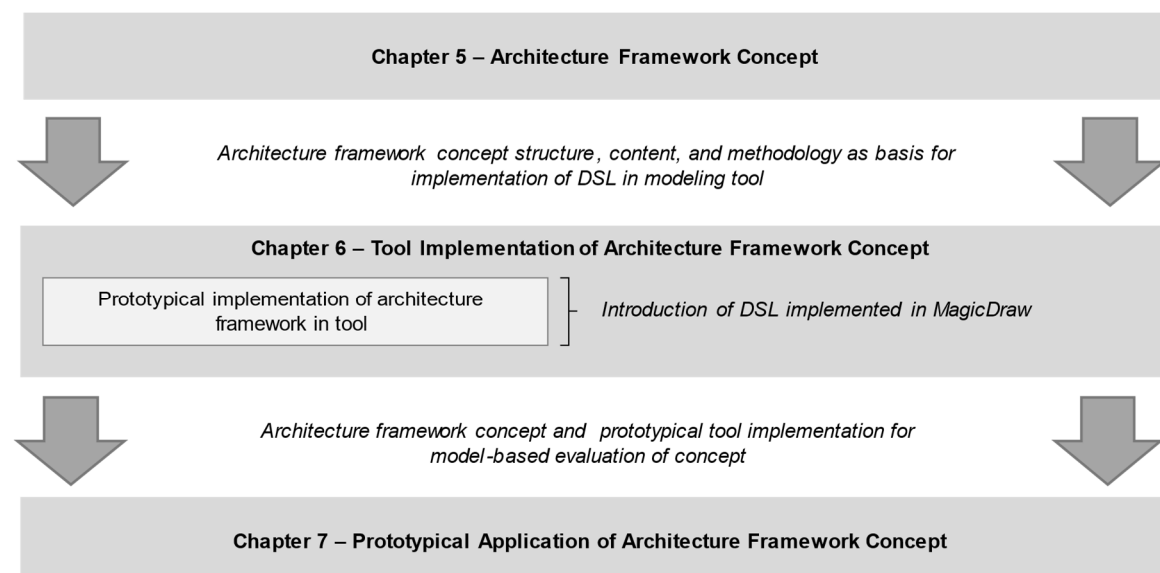 Chapter 5 – Architecture Framework Concept
Architecture framework concept structure, content, and methodology as basis for
implementation of DSL in modeling tool
Chapter 6 – Tool Implementation of Architecture Framework Concept
Prototypical implementation of architecture
framework in tool
Introduction of DSL implemented in MagicDraw
Architecture framework concept and prototypical tool implementation for
model-based evaluation of concept
Chapter 7 – Prototypical Application of Architecture Framework Concept